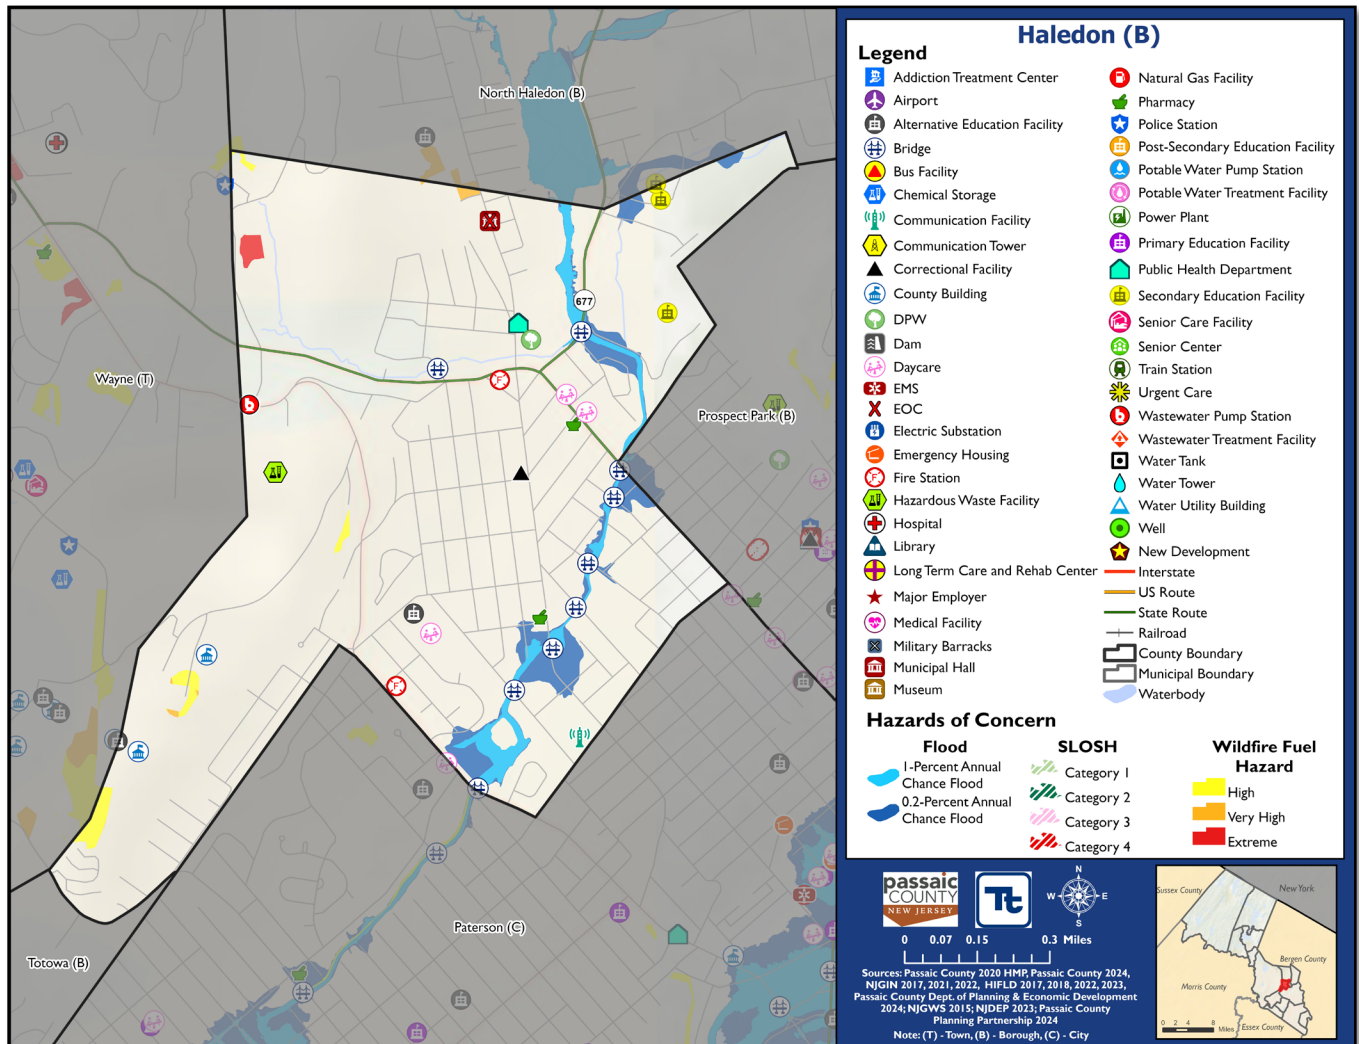 Haledon (B)
Legend
Addiction Treatment Center
Airport
Alternative Education Facility
Bridge
Bus Facility
Chemical Storage
Communication Facility
Communication Tower
Correctional Facility
County Building
DPW
Dam
Daycare
EMS
EOC
Electric Substation
Emergency Housing
Fire Station
Hazardous Waste Facility
Hospital
Library
Long Term Care and Rehab Center
Major Employer
Medical Facility
Military Barracks
Municipal Hall
Museum
Natural Gas Facility
Pharmacy
Police Station
Post-Secondary Education Facility
Potable Water Pump Station
Potable Water Treatment Facility
Power Plant
Primary Education Facility
Public Health Department
Secondary Education Facility
Senior Care Facility
Senior Center
Train Station
Urgent Care
Wastewater Pump Station
Wastewater Treatment Facility
Water Tank
Water Tower
Water Utility Building
Well
New Development
Interstate
US Route
State Route
Railroad
County Boundary
Municipal Boundary
Waterbody
Hazards of Concern
Flood
1-Percent Annual
Chance Flood
0.2-Percent Annual
Chance Flood
SLOSH
Category 1
Category 2
Category 3
Category 4
Wildfire Fuel
Hazard
High
Very High
Extreme
North Haledon (B)
677
Wayne (T)
Prospect Park (B)
Paterson (C)
Totowa (B)
passaic
COUNTY
NEW JERSEY
Tt
N
W E
S
0 0.07 0.15 0.3 Miles
Sources: Passaic County 2020 HMP, Passaic County 2024,
NJGIN 2017, 2021, 2022, HIFLD 2017, 2018, 2022, 2023,
Passaic County Dept. of Planning & Economic Development
2024; NJGWS 2015; NJDEP 2023; Passaic County
Planning Partnership 2024
Note: (T) - Town, (B) - Borough, (C) - City
Sussex County
New York
Bergen County
Morris County
Essex County
0 2 4 8 Miles